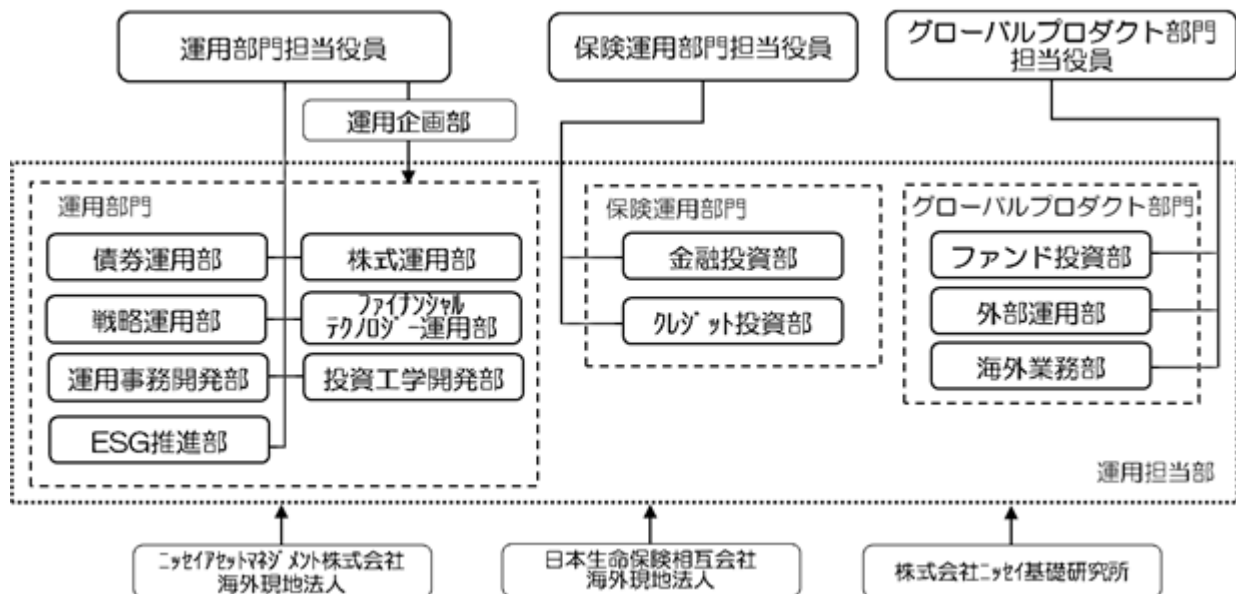 運用部門担当役員
保険運用部門担当役員
グローバルプロダクト部門
担当役員
運用企画部
運用部門
債券運用部
株式運用部
戦略運用部
ファイナンシャル
テクノロジー運用部
運用事務開発部
投資工学開発部
ESG推進部
保険運用部門
金融投資部
クレジット投資部
グローバルプロダクト部門
ファンド投資部
外部運用部
海外業務部
運用担当部
ニッセイアセットマネジメント株式会社
海外現地法人
日本生命保険相互会社
海外現地法人
株式会社ニッセイ基礎研究所